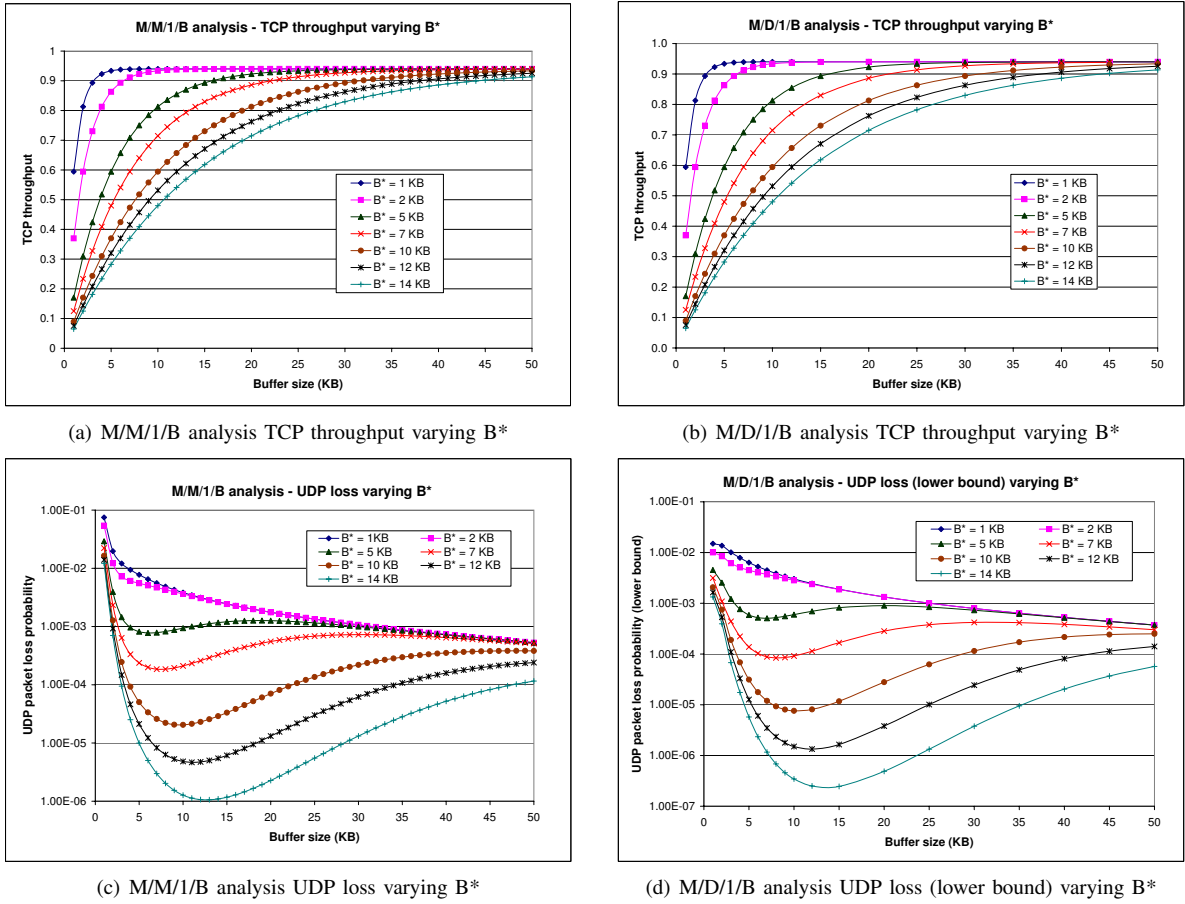 M/M/1/B analysis - TCP throughput varying B*
TCP throughput
1
0.9
0.8
0.7
0.6
0.5
0.4
0.3
0.2
0.1
0
B* = 1 KB
B* = 2 KB
B* = 5 KB
B* = 7 KB
B* = 10 KB
B* = 12 KB
B* = 14 KB
0 5 10 15 20 25 30 35 40 45 50
Buffer size (KB)
(a) M/M/1/B analysis TCP throughput varying B*
M/D/1/B analysis - TCP throughput varying B*
TCP throughput
1.0
0.9
0.8
0.7
0.6
0.5
0.4
0.3
0.2
0.1
0.0
B* = 1 KB
B* = 2 KB
B* = 5 KB
B* = 7 KB
B* = 10 KB
B* = 12 KB
B* = 14 KB
0 5 10 15 20 25 30 35 40 45 50
Buffer size (KB)
(b) M/D/1/B analysis TCP throughput varying B*
M/M/1/B analysis - UDP loss varying B*
UDP packet loss probability
1.00E-01
1.00E-02
1.00E-03
1.00E-04
1.00E-05
1.00E-06
B* = 1KB B* = 2 KB
B* = 5 KB B* = 7 KB
B* = 10 KB B* = 12 KB
B* = 14 KB
0 5 10 15 20 25 30 35 40 45 50
Buffer size (KB)
(c) M/M/1/B analysis UDP loss varying B*
M/D/1/B analysis - UDP loss (lower bound) varying B*
UDP packet loss probability (lower bound)
1.00E-01
1.00E-02
1.00E-03
1.00E-04
1.00E-05
1.00E-06
1.00E-07
B* = 1 KB B* = 2 KB
B* = 5 KB B* = 7 KB
B* = 10 KB B* = 12 KB
B* = 14 KB
0 5 10 15 20 25 30 35 40 45 50
Buffer size (KB)
(d) M/D/1/B analysis UDP loss (lower bound) varying B*